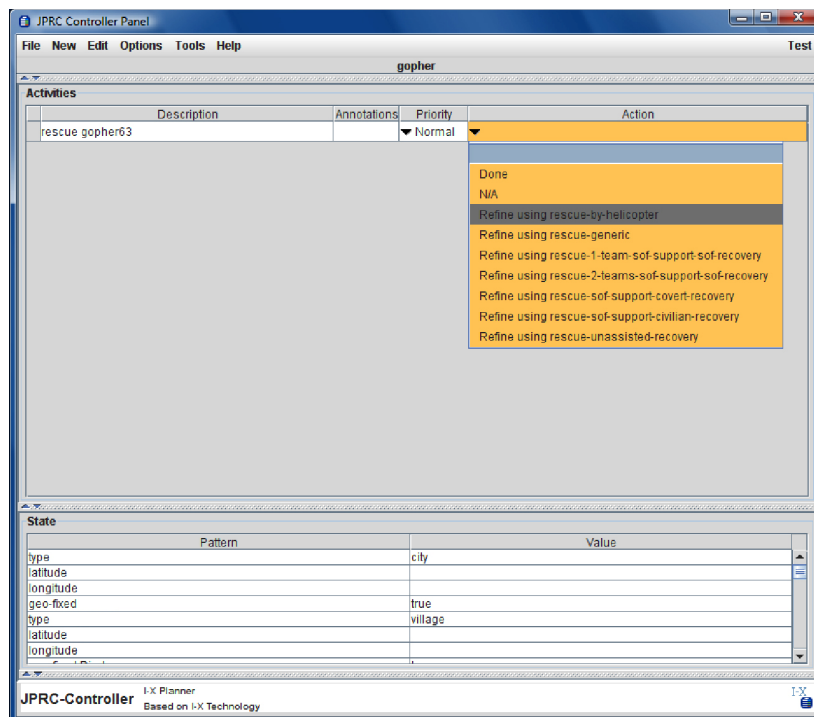 JPRC Controller Panel
File New Edit Options Tools Help Test
gopher
Activities
Description Annotations Priority Action
rescue gopher63 Normal
Done
N/A
Refine using rescue-by-helicopter
Refine using rescue-generic
Refine using rescue-1-team-sof-support-sof-recovery
Refine using rescue-2-teams-sof-support-sof-recovery
Refine using rescue-sof-support-covert-recovery
Refine using rescue-sof-support-civilian-recovery
Refine using rescue-unassisted-recovery
State
Pattern Value
type city
latitude
longitude
geo-fixed true
type village
latitude
longitude
JPRC-Controller
I-X Planner
Based on I-X Technology
I-X